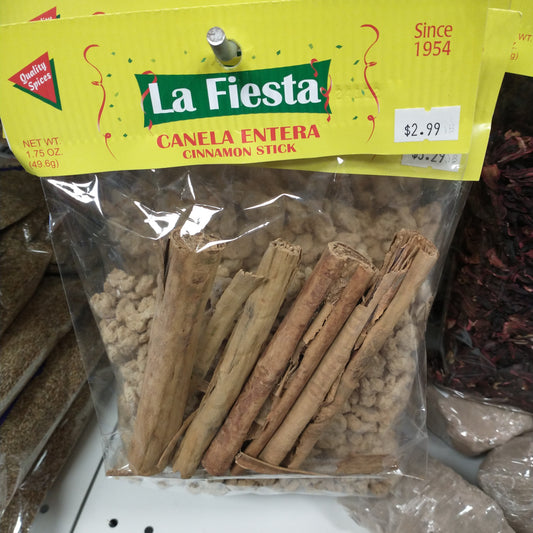 Quality
Spices
La Fiesta
Since
1954
CANELA ENTERA
CINNAMON STICK
NET WT.
1.75 OZ.
(49.6g)
$2.99